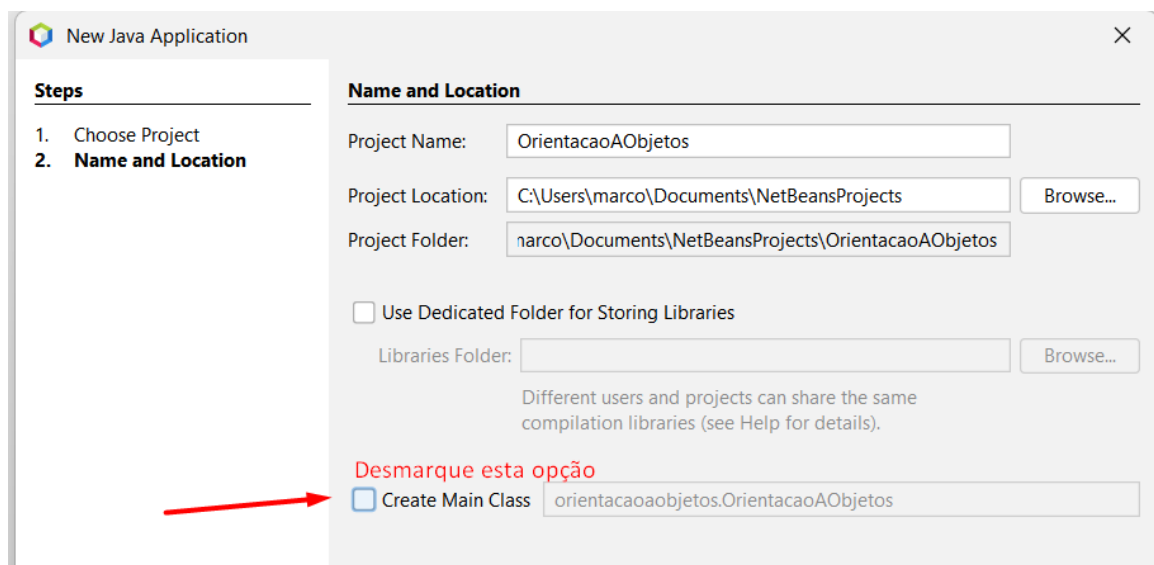 New Java Application
Steps
1. Choose Project
2. Name and Location
Name and Location
Project Name: OrientacaoAObjetos
Project Location: C:\Users\marco\Documents\NetBeansProjects Browse...
Project Folder: narco\Documents\NetBeansProjects\OrientacaoAObjetos
Use Dedicated Folder for Storing Libraries
Libraries Folder: Browse...
Different users and projects can share the same
compilation libraries (see Help for details).
Desmarque esta opção
Create Main Class orientacaoaobjetos.OrientacaoAObjetos